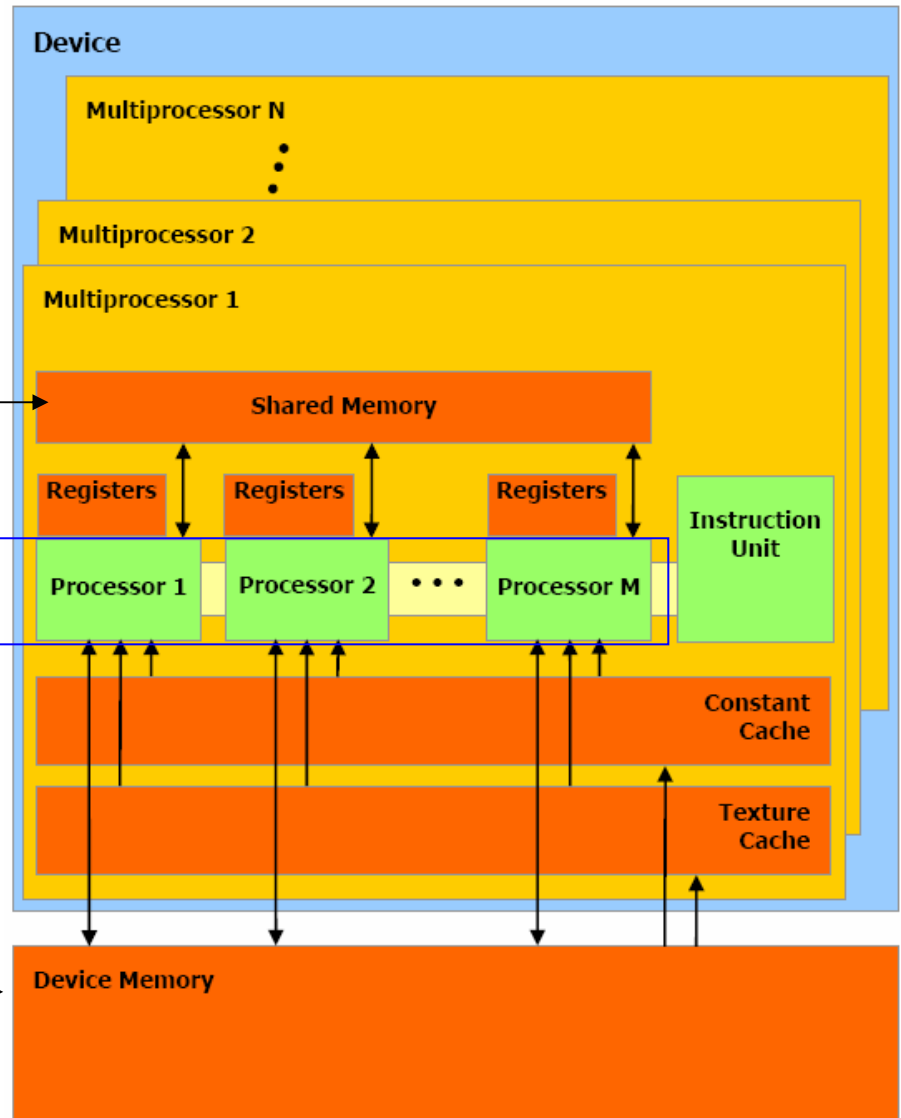 Device
Multiprocessor N
Multiprocessor 2
Multiprocessor 1
Shared Memory
Registers
Registers
Registers
Instruction
Unit
Processor 1
Processor 2
Processor M
Constant
Cache
Texture
Cache
Device Memory